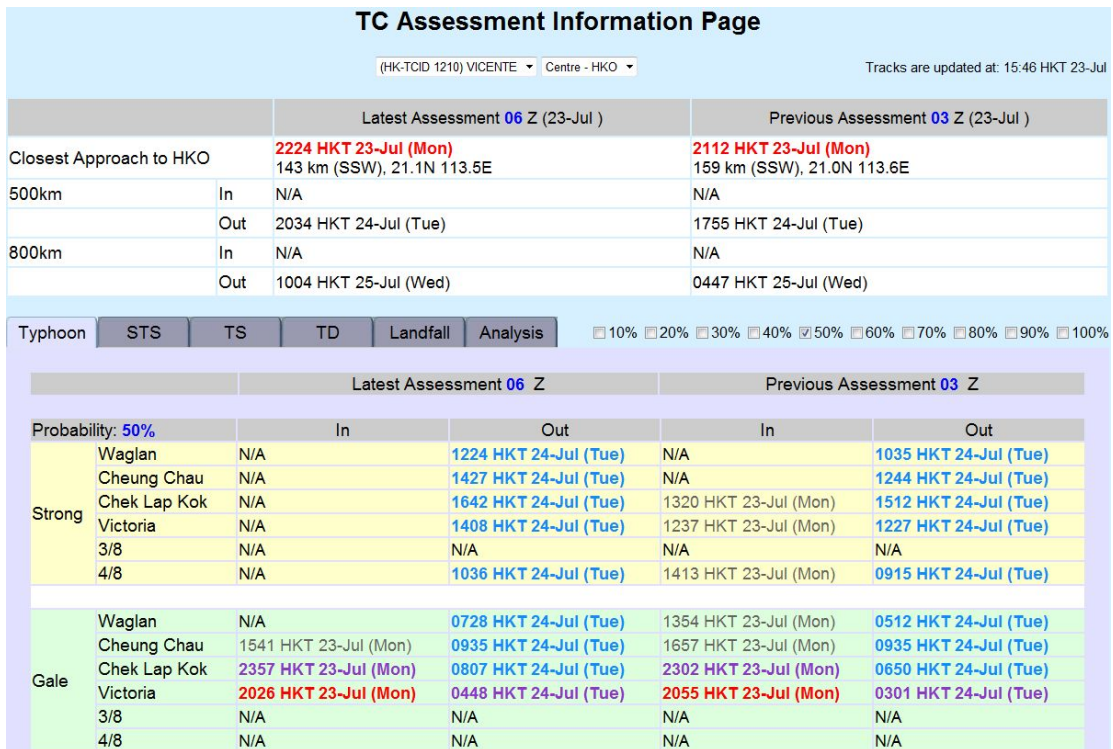 TC Assessment Information Page
(HK-TCID 1210) VICENTE Centre - HKO Tracks are updated at: 15:46 HKT 23-Jul
Latest Assessment 06 Z (23-Jul ) Previous Assessment 03 Z (23-Jul )
Closest Approach to HKO 2224 HKT 23-Jul (Mon) 2112 HKT 23-Jul (Mon)
143 km (SSW), 21.1N 113.5E 159 km (SSW), 21.0N 113.6E
500km In N/A N/A
Out 2034 HKT 24-Jul (Tue) 1755 HKT 24-Jul (Tue)
800km In N/A N/A
Out 1004 HKT 25-Jul (Wed) 0447 HKT 25-Jul (Wed)
Typhoon STS TS TD Landfall Analysis 10% 20% 30% 40% 50% 60% 70% 80% 90% 100%
Latest Assessment 06 Z Previous Assessment 03 Z
Probability: 50% In Out In Out
Strong
Waglan N/A 1224 HKT 24-Jul (Tue) N/A 1035 HKT 24-Jul (Tue)
Cheung Chau N/A 1427 HKT 24-Jul (Tue) N/A 1244 HKT 24-Jul (Tue)
Chek Lap Kok N/A 1642 HKT 24-Jul (Tue) 1320 HKT 23-Jul (Mon) 1512 HKT 24-Jul (Tue)
Victoria N/A 1408 HKT 24-Jul (Tue) 1237 HKT 23-Jul (Mon) 1227 HKT 24-Jul (Tue)
3/8 N/A N/A N/A N/A
4/8 N/A 1036 HKT 24-Jul (Tue) 1413 HKT 23-Jul (Mon) 0915 HKT 24-Jul (Tue)
Gale
Waglan N/A 0728 HKT 24-Jul (Tue) 1354 HKT 23-Jul (Mon) 0512 HKT 24-Jul (Tue)
Cheung Chau 1541 HKT 23-Jul (Mon) 0935 HKT 24-Jul (Tue) 1657 HKT 23-Jul (Mon) 0935 HKT 24-Jul (Tue)
Chek Lap Kok 2357 HKT 23-Jul (Mon) 0807 HKT 24-Jul (Tue) 2302 HKT 23-Jul (Mon) 0650 HKT 24-Jul (Tue)
Victoria 2026 HKT 23-Jul (Mon) 0448 HKT 24-Jul (Tue) 2055 HKT 23-Jul (Mon) 0301 HKT 24-Jul (Tue)
3/8 N/A N/A N/A N/A
4/8 N/A N/A N/A N/A